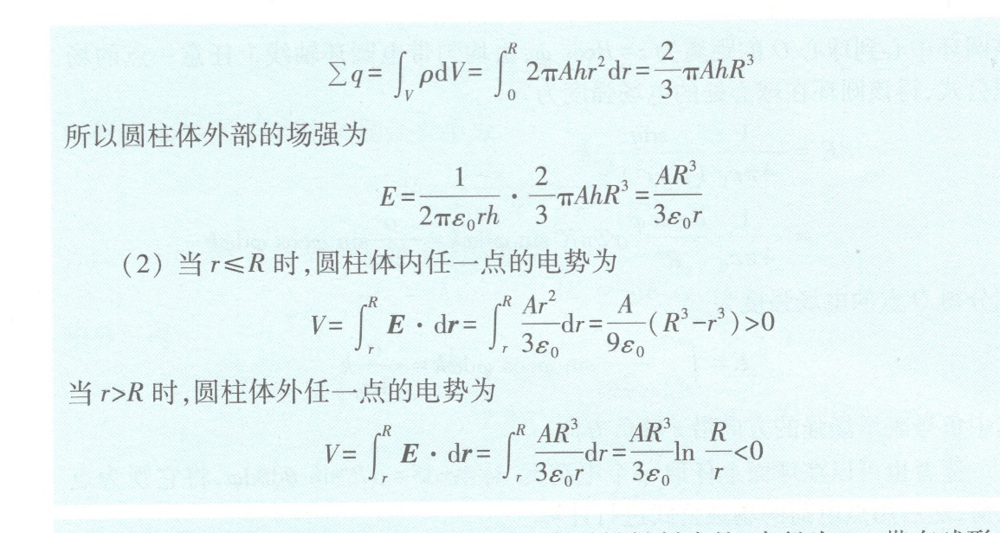 ∑q=∫_V ρdV=∫_0^R 2πAhr²dr=2/3 πAhR³
所以圆柱体外部的场强为
E=1/(2πε₀rh)·2/3 πAhR³=AR³/(3ε₀r)
(2) 当 r≤R 时,圆柱体内任一点的电势为
V=∫_r^R E·dr=∫_r^R Ar²/(3ε₀) dr=A/(9ε₀)(R³-r³)>0
当 r>R 时,圆柱体外任一点的电势为
V=∫_r^R E·dr=∫_r^R AR³/(3ε₀r) dr=AR³/(3ε₀) ln R/r<0